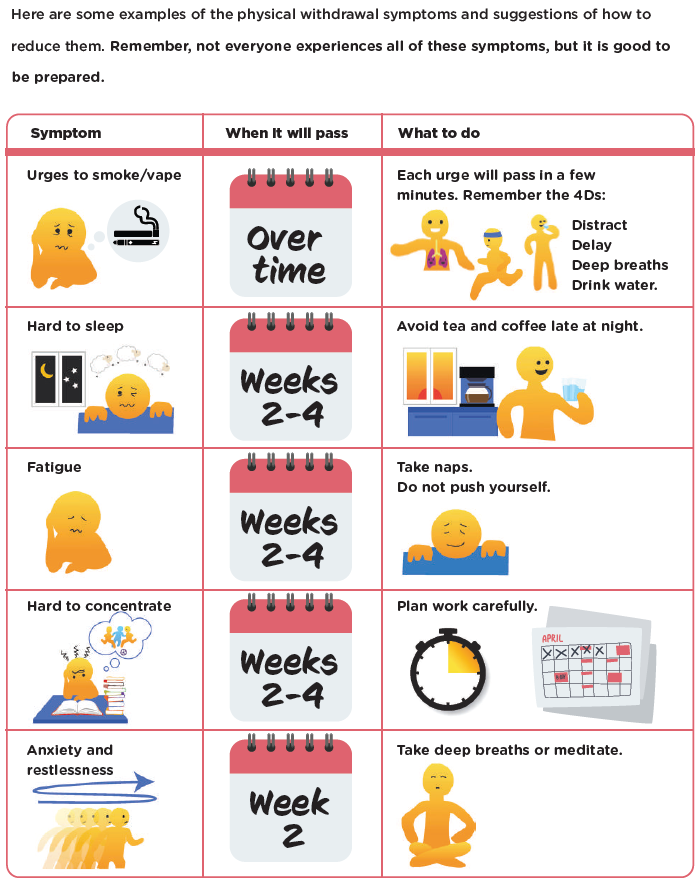 Here are some examples of the physical withdrawal symptoms and suggestions of how to
reduce them. Remember, not everyone experiences all of these symptoms, but it is good to
be prepared.
Symptom
When it will pass
What to do
Urges to smoke/vape
Over
time
Each urge will pass in a few
minutes. Remember the 4Ds:
Distract
Delay
Deep breaths
Drink water.
Hard to sleep
Weeks
2-4
Avoid tea and coffee late at night.
Fatigue
Weeks
2-4
Take naps.
Do not push yourself.
Hard to concentrate
Weeks
2-4
Plan work carefully.
APRIL
Anxiety and
restlessness
Week
2
Take deep breaths or meditate.